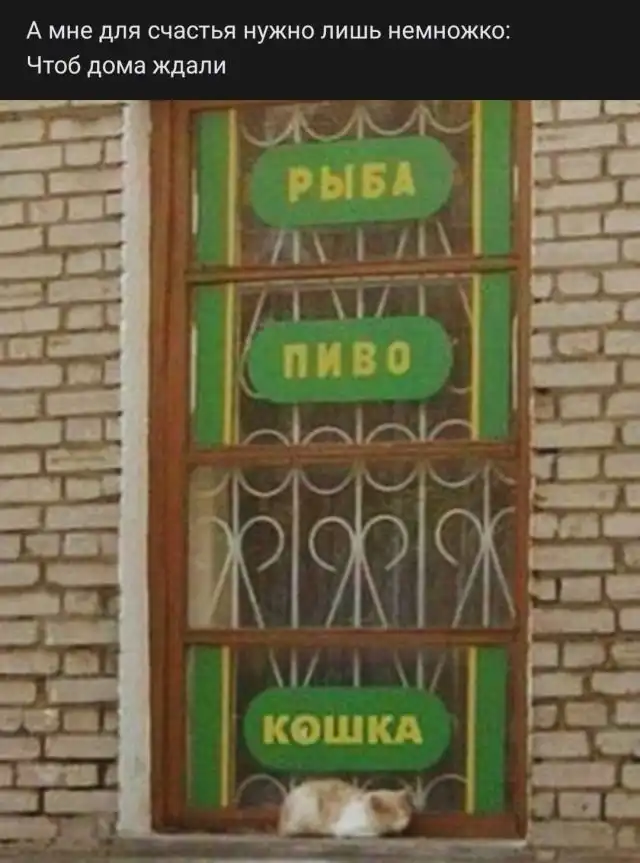 А мне для счастья нужно лишь немножко:
Чтоб дома ждали
РЫБА
ПИВО
КОШКА